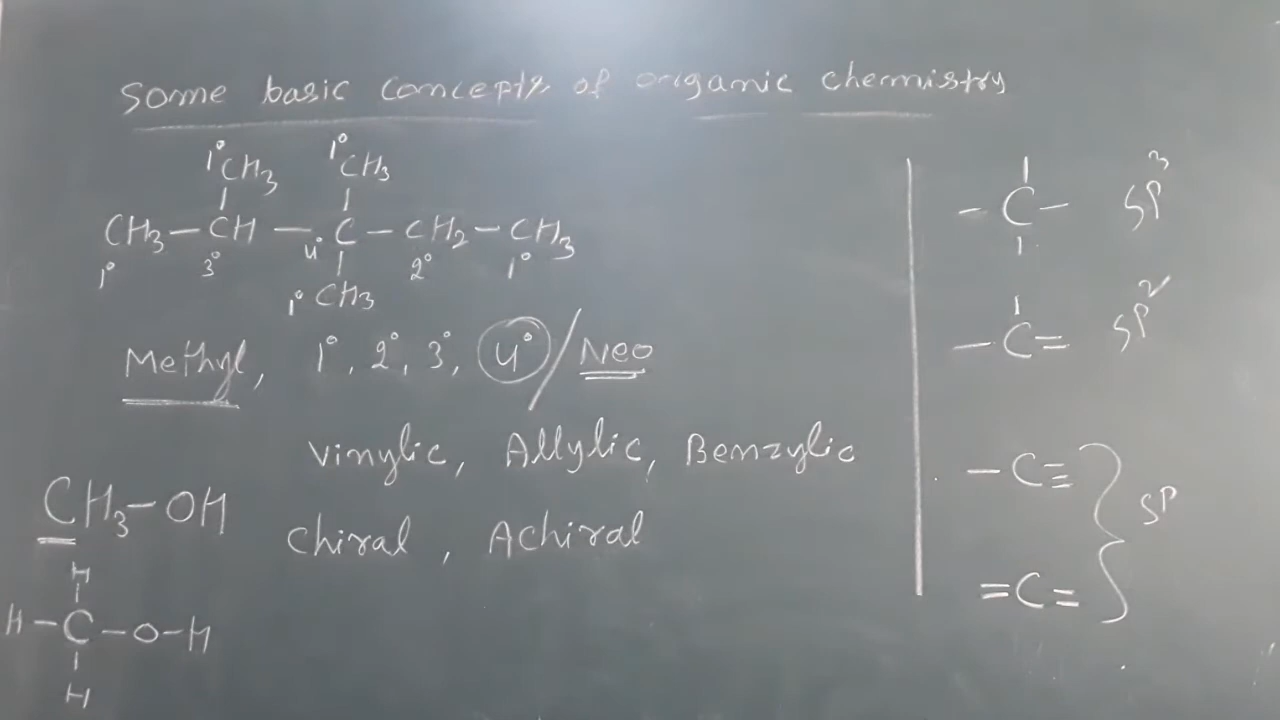 Some basic concepts of organic chemistry
1° CH3 1° CH3
CH3 — CH — C — CH2 — CH3
1° 3° 4° 2° 1°
1° CH3
Methyl, 1°, 2°, 3°, 4° / Neo
Vinylic, Allylic, Benzylic
CH3 — OH
Chiral, Achiral
H
H — C — O — H
H
— C — SP3
— C = SP2
— C ≡
SP
= C =